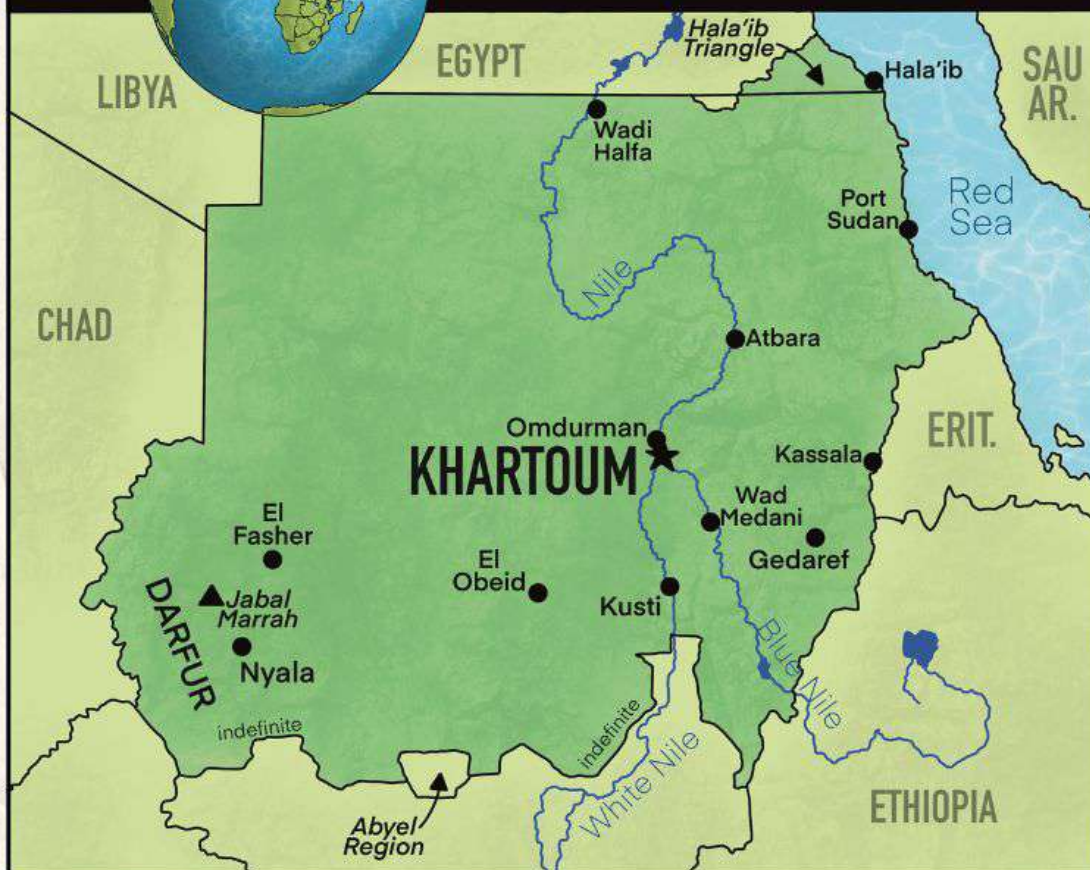 Hala'ib
Triangle
EGYPT
SAU
AR.
LIBYA
Hala'ib
Wadi
Halfa
Port
Sudan
Red
Sea
Nile
CHAD
Atbara
Omdurman
KHARTOUM
ERIT.
Kassala
Wad
Medani
El
Fasher
Gedaref
El
Obeid
Jabal
Marrah
Kusti
DARFUR
Nyala
Blue Nile
indefinite
indefinite
White Nile
ETHIOPIA
Abyel
Region